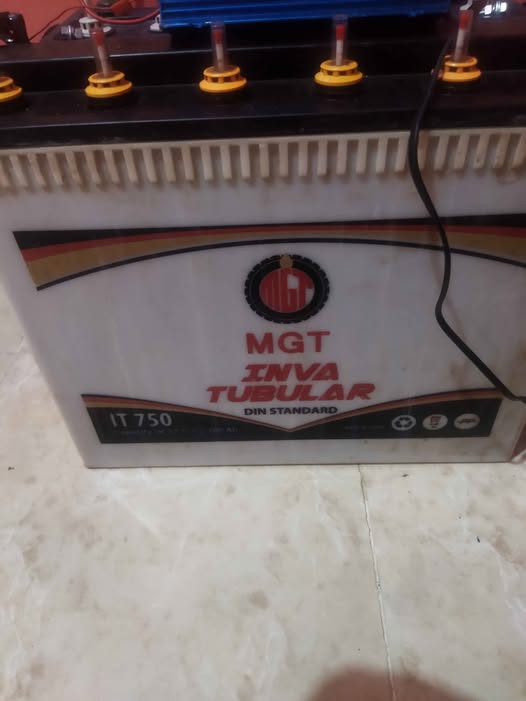 MGT
MGT
INVA
TUBULAR
DIN STANDARD
IT 750